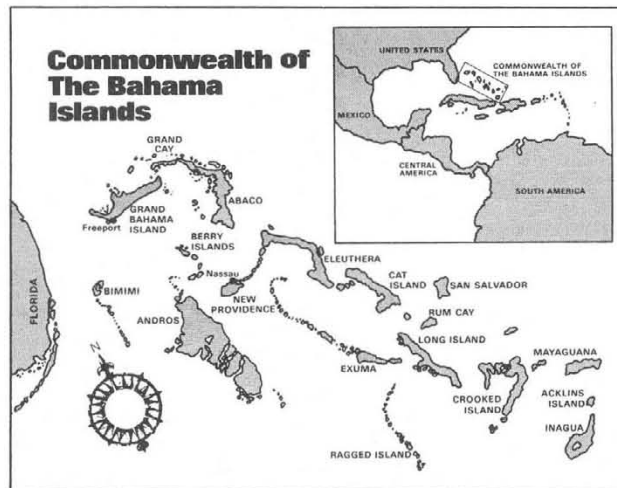 Commonwealth of
The Bahama
Islands
UNITED STATES
COMMONWEALTH OF
THE BAHAMA ISLANDS
MEXICO
CENTRAL
AMERICA
SOUTH AMERICA
GRAND
CAY
ABACO
GRAND
BAHAMA
ISLAND
Freeport
BERRY
ISLANDS
Nassau
NEW
PROVIDENCE
ELEUTHERA
CAT
ISLAND
SAN SALVADOR
RUM CAY
LONG ISLAND
BIMIMI
FLORIDA
ANDROS
EXUMA
MAYAGUANA
CROOKED
ISLAND
ACKLINS
ISLAND
INAGUA
RAGGED ISLAND
N